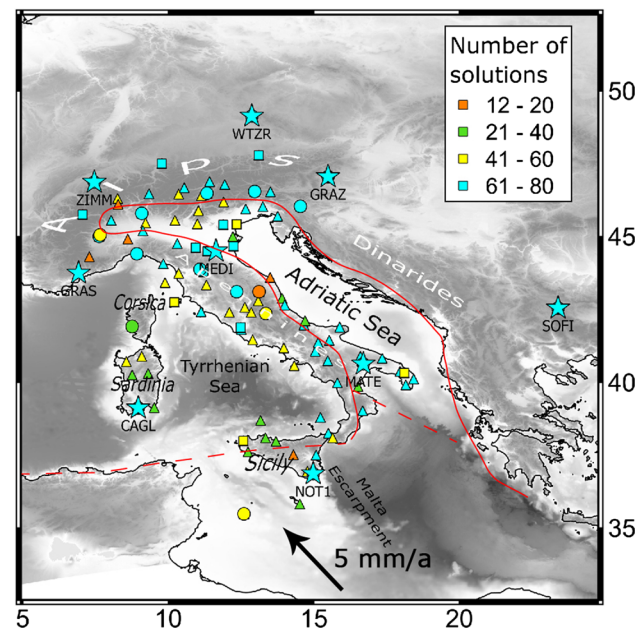 Number of
solutions
12 - 20
21 - 40
41 - 60
61 - 80
50
WTZR
A l p s
ZIMM
GRAZ
45
MEDI
Dinarides
GRAS
Adriatic Sea
Corsica
SOFI
Tyrrhenian
Sea
MATE
40
Sardinia
CAGL
Sicily
NOT1
Malta
Escarpment
35
5 mm/a
5
10
15
20